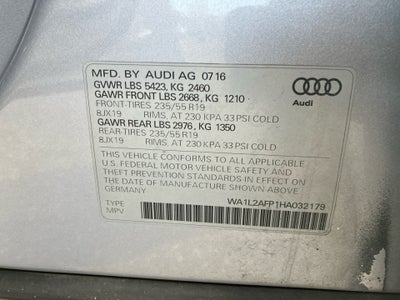 MFD. BY AUDI AG 0716
GVWR LBS 5423, KG 2460
GAWR FRONT LBS 2668, KG 1210
FRONT-TIRES 235/55 R19
8JX19 RIMS, AT 230 KPA 33 PSI COLD
GAWR REAR LBS 2976, KG 1350
REAR-TIRES 235/55 R19
8JX19 RIMS, AT 230 KPA 33 PSI COLD
Audi
THIS VEHICLE CONFORMS TO ALL APPLICABLE
U.S. FEDERAL MOTOR VEHICLE SAFETY AND
THEFT PREVENTION STANDARDS IN EFFECT ON THE
DATE OF MANUFACTURE SHOWN ABOVE.
GERMANY
TYPE WA1L2AFP1HA032179
MPV